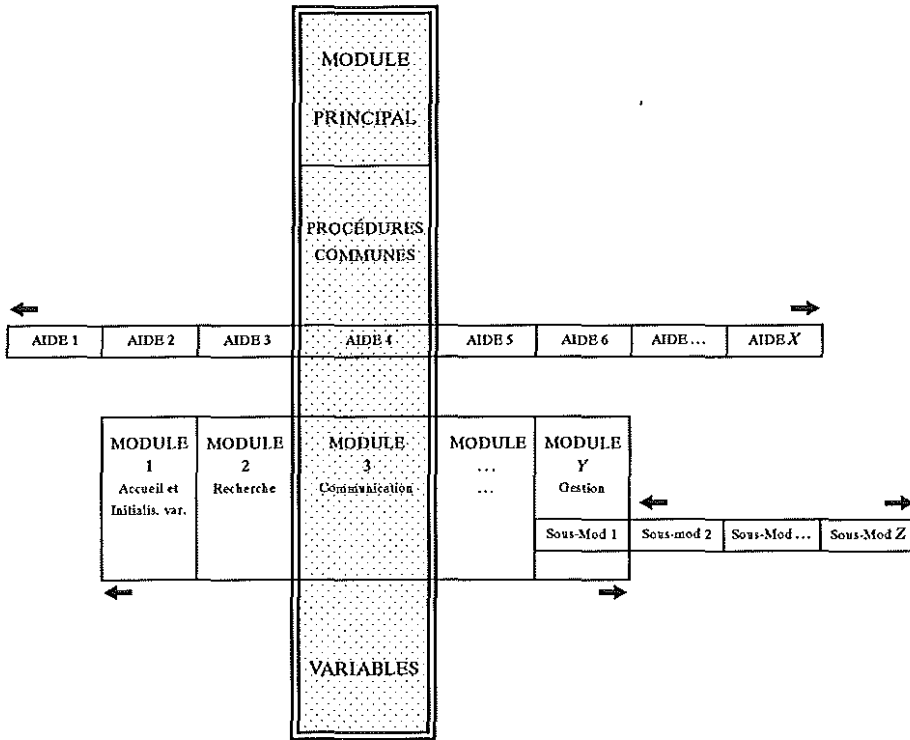 MODULE
PRINCIPAL
PROCÉDURES
COMMUNES
AIDE 1 AIDE 2 AIDE 3 AIDE 4 AIDE 5 AIDE 6 AIDE ... AIDE X
MODULE
1
Accueil et
Initialis. var.
MODULE
2
Recherche
MODULE
3
Communication
MODULE
...
...
MODULE
Y
Gestion
Sous-Mod 1 Sous-mod 2 Sous-Mod ... Sous-Mod Z
VARIABLES